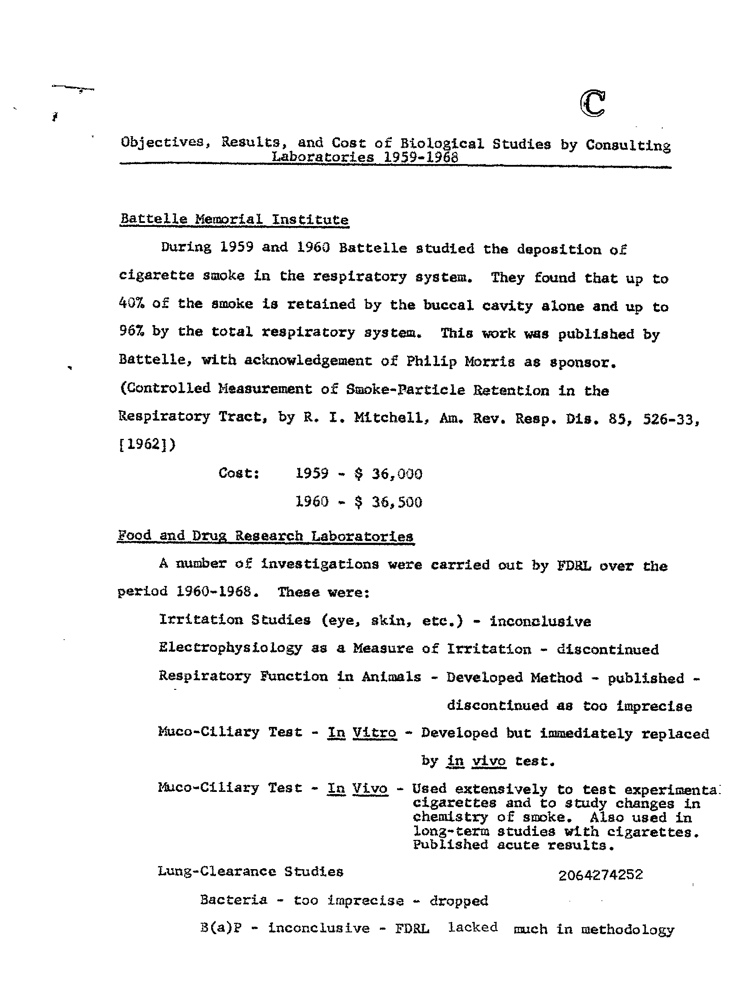 C
Objectives, Results, and Cost of Biological Studies by Consulting
Laboratories 1959-1968
Battelle Memorial Institute
During 1959 and 1960 Battelle studied the deposition of
cigarette smoke in the respiratory system. They found that up to
40% of the smoke is retained by the buccal cavity alone and up to
96% by the total respiratory system. This work was published by
Battelle, with acknowledgement of Philip Morris as sponsor.
(Controlled Measurement of Smoke-Particle Retention in the
Respiratory Tract, by R. I. Mitchell, Am. Rev. Resp. Dis. 85, 526-33,
[1962])
Cost: 1959 - $ 36,000
1960 - $ 36,500
Food and Drug Research Laboratories
A number of investigations were carried out by FDRL over the
period 1960-1968. These were:
Irritation Studies (eye, skin, etc.) - inconclusive
Electrophysiology as a Measure of Irritation - discontinued
Respiratory Function in Animals - Developed Method - published -
discontinued as too imprecise
Muco-Ciliary Test - In Vitro - Developed but immediately replaced
by in vivo test.
Muco-Ciliary Test - In Vivo - Used extensively to test experimental
cigarettes and to study changes in
chemistry of smoke. Also used in
long-term studies with cigarettes.
Published acute results.
Lung-Clearance Studies
2064274252
Bacteria - too imprecise - dropped
B(a)P - inconclusive - FDRL lacked much in methodology